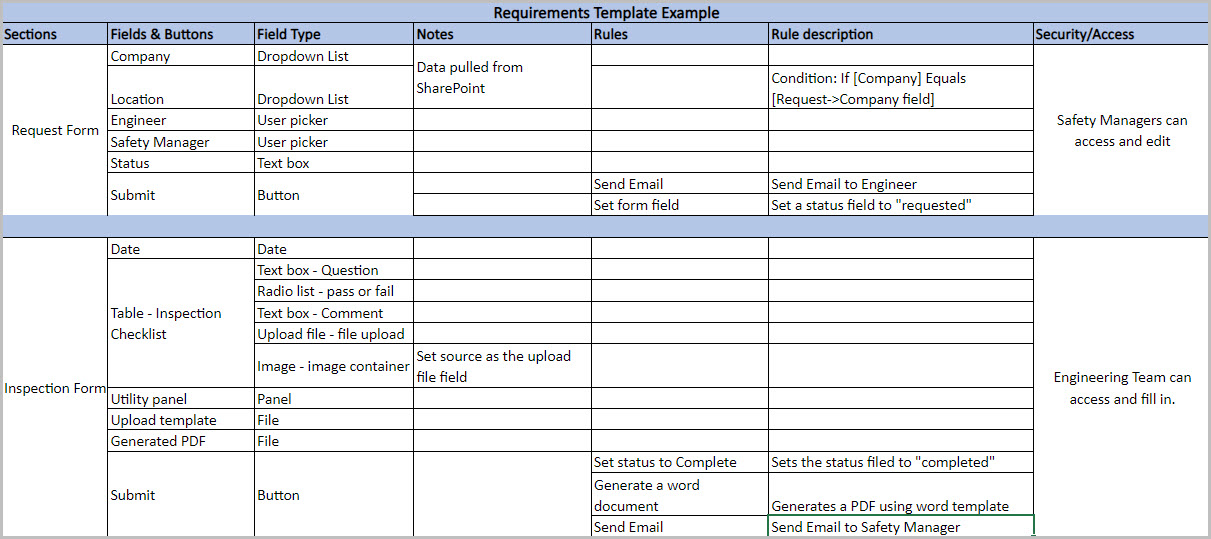 Requirements Template Example
Sections Fields & Buttons Field Type Notes Rules Rule description Security/Access
Request Form
Company Dropdown List
Data pulled from
SharePoint
Location Dropdown List
Condition: If [Company] Equals
[Request->Company field]
Engineer User picker
Safety Manager User picker
Status Text box
Submit Button
Send Email Send Email to Engineer
Set form field Set a status field to "requested"
Safety Managers can
access and edit
Inspection Form
Date Date
Table - Inspection
Checklist
Text box - Question
Radio list - pass or fail
Text box - Comment
Upload file - file upload
Image - image container
Set source as the upload
file field
Utility panel Panel
Upload template File
Generated PDF File
Submit Button
Set status to Complete Sets the status filed to "completed"
Generate a word
document
Generates a PDF using word template
Send Email Send Email to Safety Manager
Engineering Team can
access and fill in.